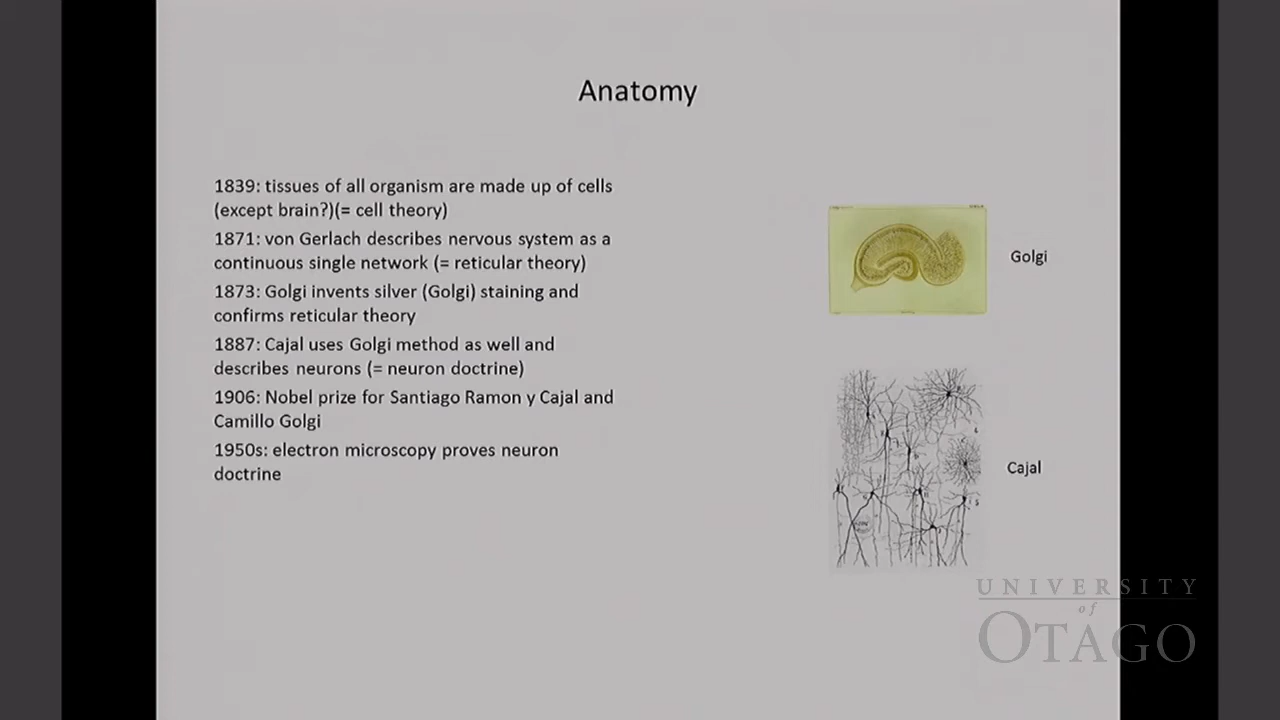 Anatomy
1839: tissues of all organism are made up of cells
(except brain?)(= cell theory)
1871: von Gerlach describes nervous system as a
continuous single network (= reticular theory)
1873: Golgi invents silver (Golgi) staining and
confirms reticular theory
1887: Cajal uses Golgi method as well and
describes neurons (= neuron doctrine)
1906: Nobel prize for Santiago Ramon y Cajal and
Camillo Golgi
1950s: electron microscopy proves neuron
doctrine
Golgi
Cajal
UNIVERSITY
of
OTAGO